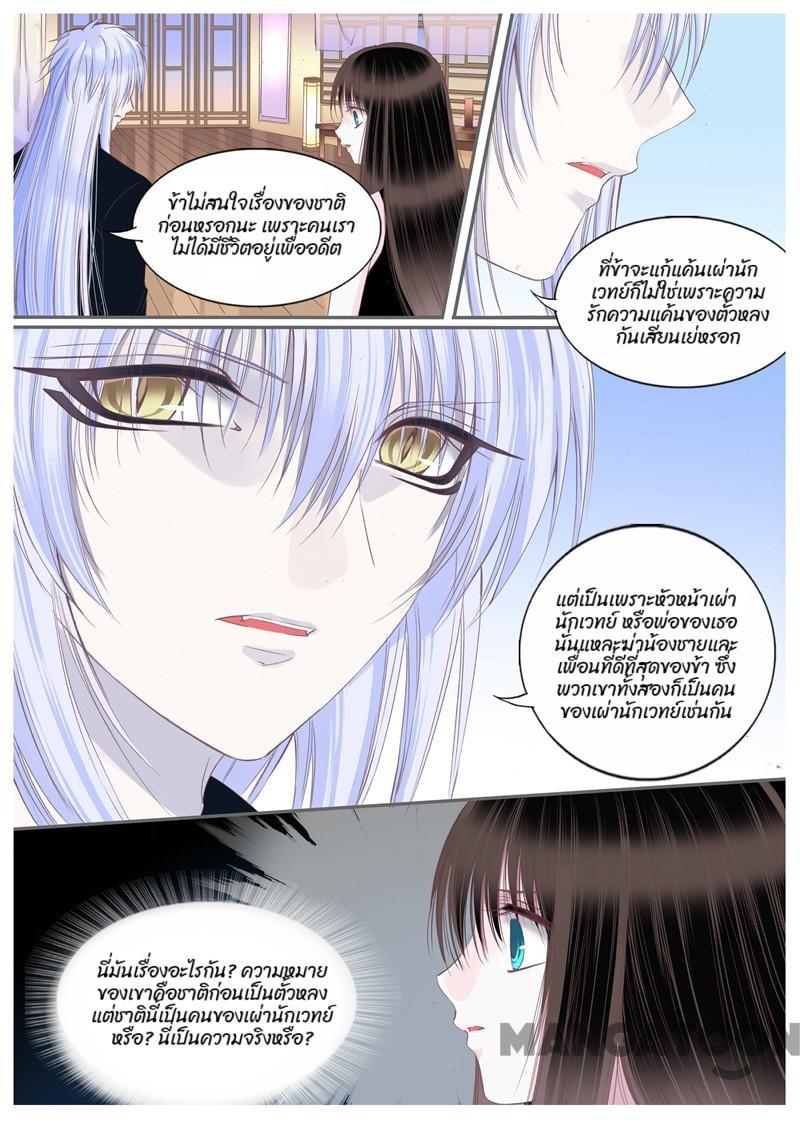 ข้าไม่สนใจเรื่องของชาติ
ก่อนหรอกนะ เพราะคนเรา
ไม่ได้มีชีวิตอยู่เพื่ออดีต
ที่ข้าจะแก้แค้นเผ่านัก
เวทย์ก็ไม่ใช่เพราะความ
รักความแค้นของตั้วหลง
กันเสียนเย่หรอก
แต่เป็นเพราะหัวหน้าเผ่า
นักเวทย์ หรือพ่อของเธอ
นั่นแหละฆ่าน้องชายและ
เพื่อนที่ดีที่สุดของข้า ซึ่ง
พวกเขาทั้งสองก็เป็นคน
ของเผ่านักเวทย์เช่นกัน
นี่มันเรื่องอะไรกัน? ความหมาย
ของเขาคือชาติก่อนเป็นตั้วหลง
แต่ชาตินี้เป็นคนของเผ่านักเวทย์
หรือ? นี่เป็นความจริงหรือ?
MANGATOON